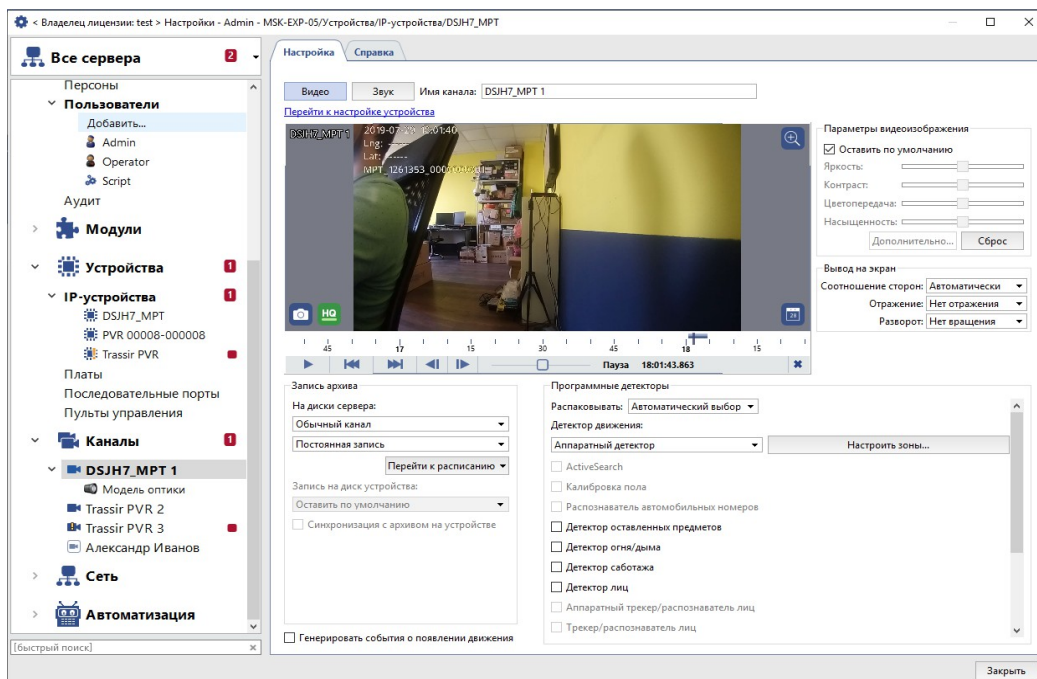 < Владелец лицензии: test > Настройки - Admin - MSK-EXP-05/Устройства/IP-устройства/DSJH7_MPT
Все сервера 2
Персоны
Пользователи
Добавить...
Admin
Operator
Script
Аудит
Модули
Устройства 1
IP-устройства 1
DSJH7_MPT
PVR 00008-000008
Trassir PVR
Платы
Последовательные порты
Пульты управления
Каналы 1
DSJH7_MPT 1
Модель оптики
Trassir PVR 2
Trassir PVR 3
Александр Иванов
Сеть
Автоматизация
[быстрый поиск]
Настройка Справка
Видео Звук Имя канала: DSJH7_MPT 1
Перейти к настройке устройства
DSJH7_MPT 1
Lng: ------
Lat: ------
HQ
45 17 15 30 45 18 15
Пауза 18:01:43.863
Параметры видеоизображения
Оставить по умолчанию
Яркость:
Контраст:
Цветопередача:
Насыщенность:
Дополнительно... Сброс
Вывод на экран
Соотношение сторон: Автоматически
Отражение: Нет отражения
Разворот: Нет вращения
Запись архива
На диски сервера:
Обычный канал
Постоянная запись
Перейти к расписанию
Запись на диск устройства:
Оставить по умолчанию
Синхронизация с архивом на устройстве
Генерировать события о появлении движения
Программные детекторы
Распаковывать: Автоматический выбор
Детектор движения:
Аппаратный детектор Настроить зоны...
ActiveSearch
Калибровка пола
Распознаватель автомобильных номеров
Детектор оставленных предметов
Детектор огня/дыма
Детектор саботажа
Детектор лиц
Аппаратный трекер/распознаватель лиц
Трекер/распознаватель лиц
Закрыть